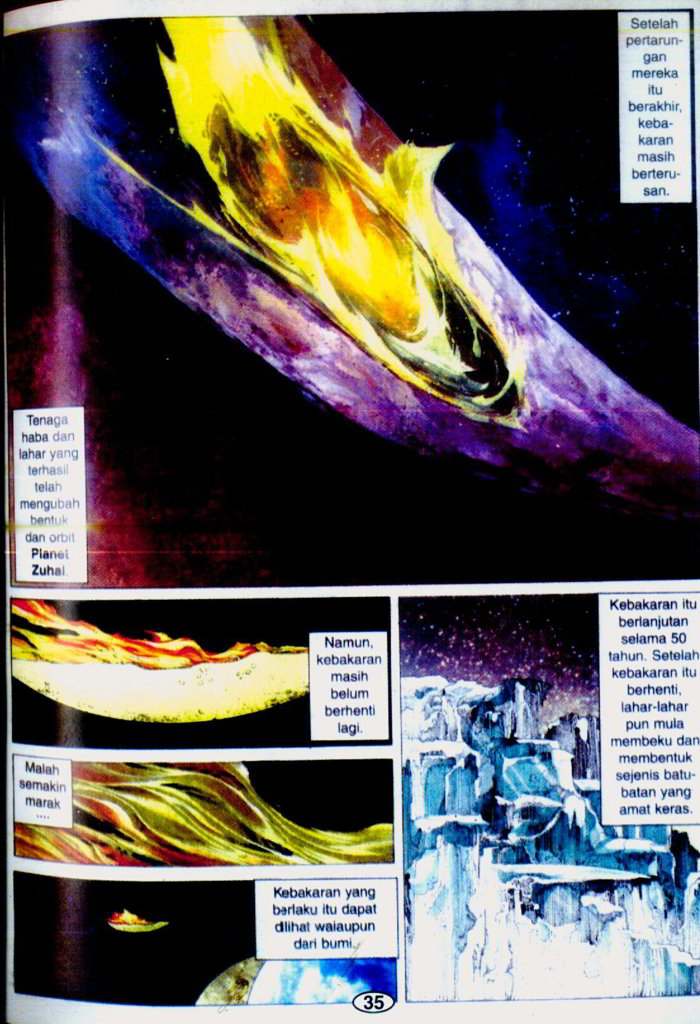 Setelah
pertarun-
gan
mereka
itu
berakhir,
keba-
karan
masih
berteru-
san.
Tenaga
haba dan
lahar yang
terhasil
telah
mengubah
bentuk
dan orbit
Planet
Zuhal.
Namun,
kebakaran
masih
belum
berhenti
lagi.
Malah
semakin
marak
....
Kebakaran yang
berlaku itu dapat
dilihat walaupun
dari bumi.
Kebakaran itu
berlanjutan
selama 50
tahun. Setelah
kebakaran itu
berhenti,
lahar-lahar
pun mula
membeku dan
membentuk
sejenis batu-
batan yang
amat keras.
35